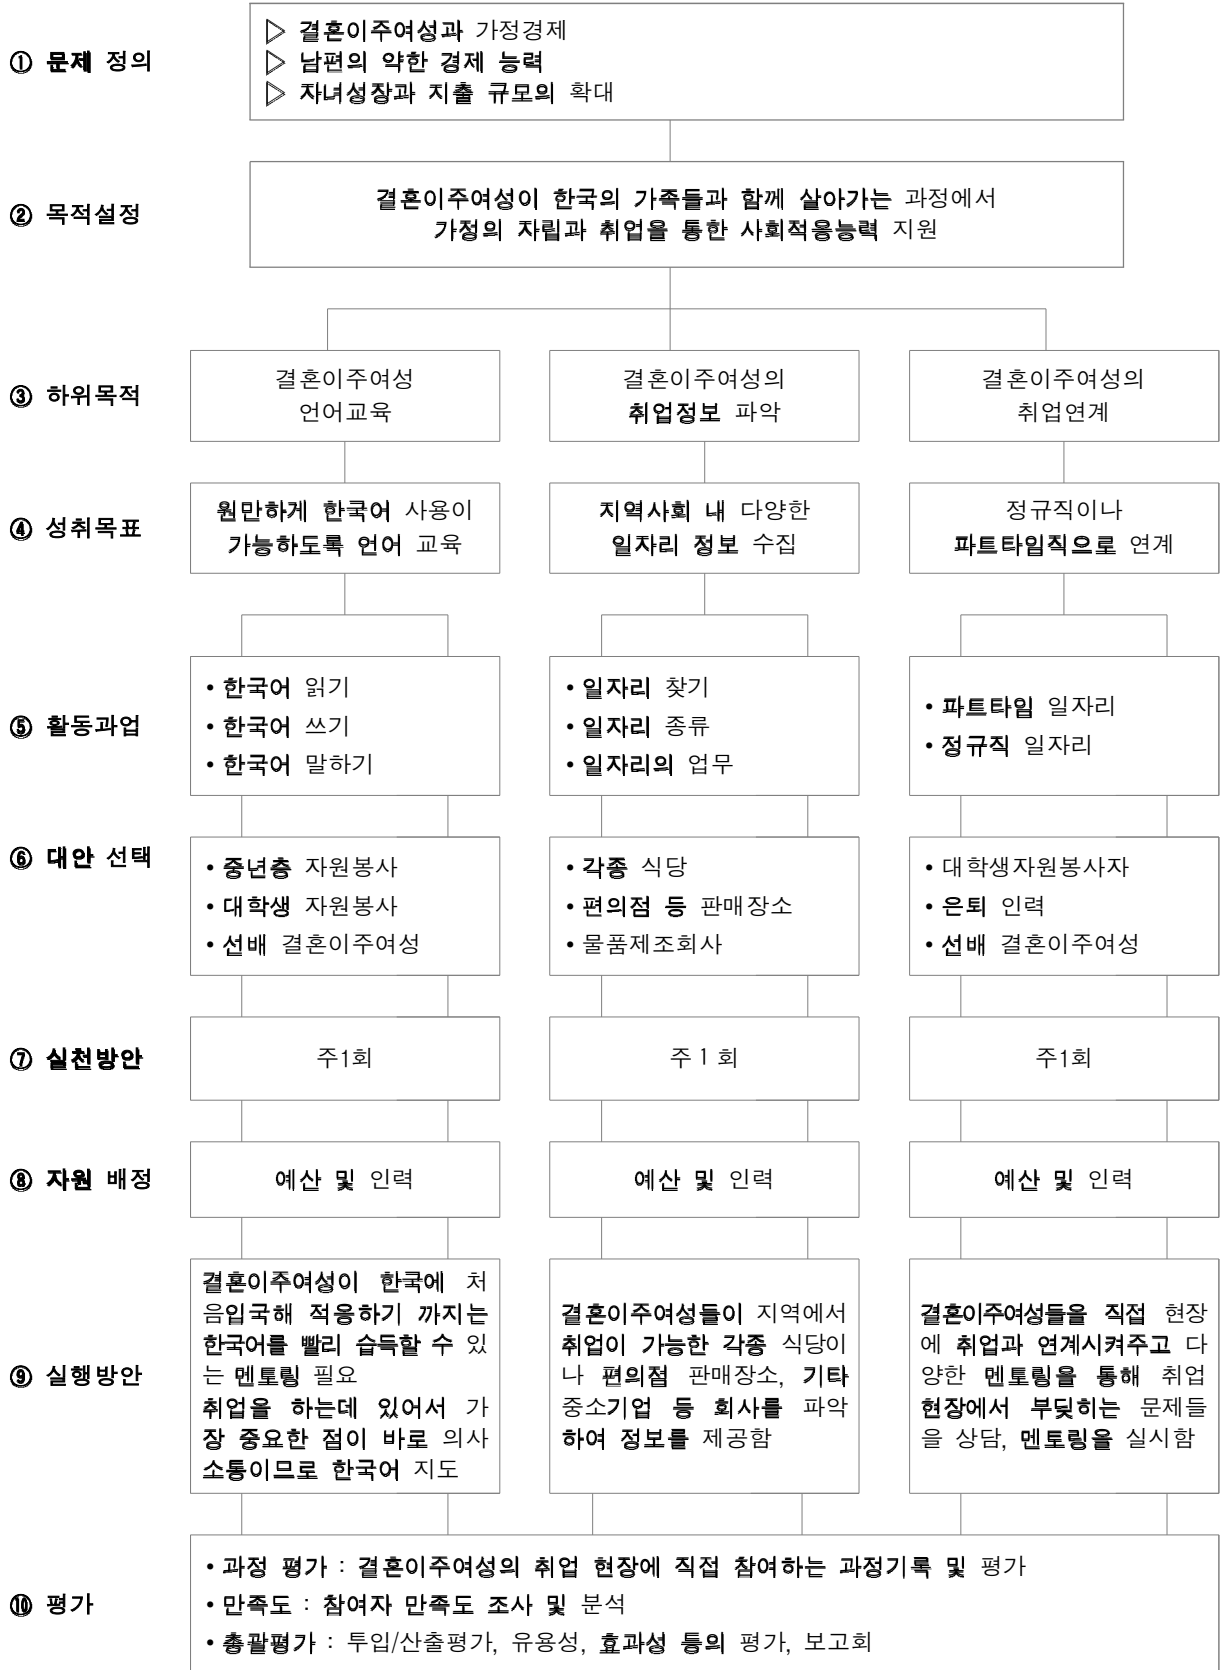 ① 문제 정의
▷ 결혼이주여성과 가정경제
▷ 남편의 약한 경제 능력
▷ 자녀성장과 지출 규모의 확대
② 목적설정
결혼이주여성이 한국의 가족들과 함께 살아가는 과정에서
가정의 자립과 취업을 통한 사회적응능력 지원
③ 하위목적
결혼이주여성
언어교육
결혼이주여성의
취업정보 파악
결혼이주여성의
취업연계
④ 성취목표
원만하게 한국어 사용이
가능하도록 언어 교육
지역사회 내 다양한
일자리 정보 수집
정규직이나
파트타임직으로 연계
⑤ 활동과업
• 한국어 읽기
• 한국어 쓰기
• 한국어 말하기
• 일자리 찾기
• 일자리 종류
• 일자리의 업무
• 파트타임 일자리
• 정규직 일자리
⑥ 대안 선택
• 중년층 자원봉사
• 대학생 자원봉사
• 선배 결혼이주여성
• 각종 식당
• 편의점 등 판매장소
• 물품제조회사
• 대학생자원봉사자
• 은퇴 인력
• 선배 결혼이주여성
⑦ 실천방안
주1회
주 1 회
주1회
⑧ 자원 배정
예산 및 인력
예산 및 인력
예산 및 인력
⑨ 실행방안
결혼이주여성이 한국에 처
음입국해 적응하기 까지는
한국어를 빨리 습득할 수 있
는 멘토링 필요
취업을 하는데 있어서 가
장 중요한 점이 바로 의사
소통이므로 한국어 지도
결혼이주여성들이 지역에서
취업이 가능한 각종 식당이
나 편의점 판매장소, 기타
중소기업 등 회사를 파악
하여 정보를 제공함
결혼이주여성들을 직접 현장
에 취업과 연계시켜주고 다
양한 멘토링을 통해 취업
현장에서 부딪히는 문제들
을 상담, 멘토링을 실시함
⑩ 평가
• 과정 평가 : 결혼이주여성의 취업 현장에 직접 참여하는 과정기록 및 평가
• 만족도 : 참여자 만족도 조사 및 분석
• 총괄평가 : 투입/산출평가, 유용성, 효과성 등의 평가, 보고회